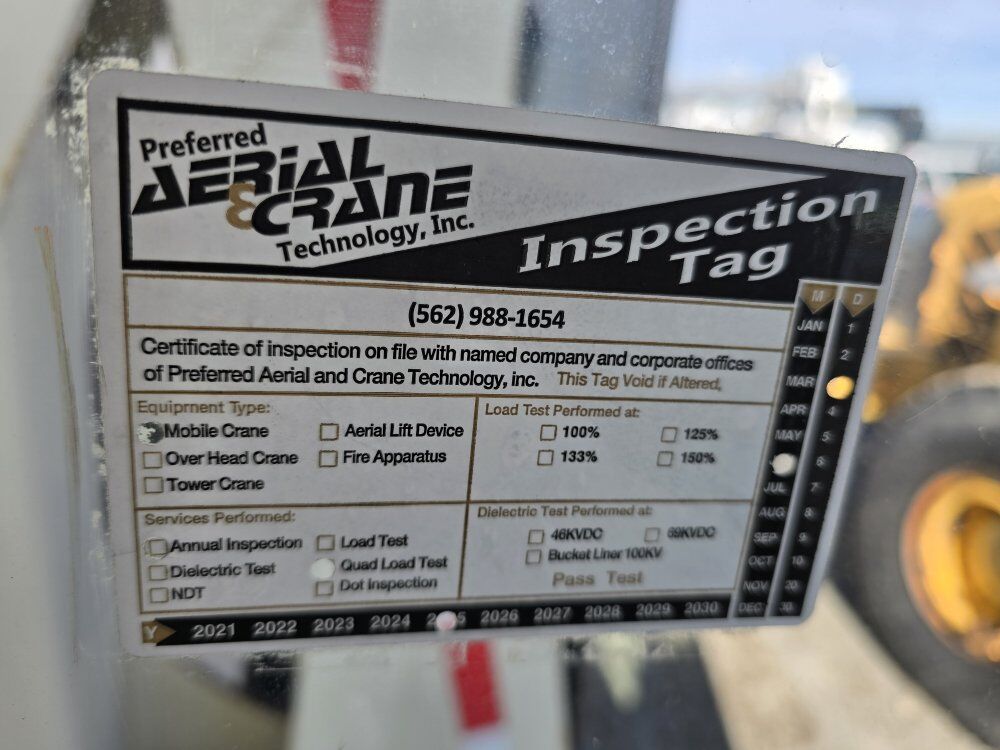 Preferred
AERIAL
& CRANE
Technology, Inc.
Inspection
Tag
(562) 988-1654
Certificate of inspection on file with named company and corporate offices
of Preferred Aerial and Crane Technology, inc. This Tag Void if Altered,
Equipment Type:
Mobile Crane
Aerial Lift Device
Over Head Crane
Fire Apparatus
Tower Crane
Load Test Performed at:
100%
125%
133%
150%
Services Performed:
Annual Inspection
Load Test
Dielectric Test
Quad Load Test
NDT
Dot Inspection
Dielectric Test Performed at:
46KVDC
69KVDC
Bucket Liner 100KV
Pass Test
M D
JAN 1
FEB 2
MAR
APR 4
MAY 5
6
JUL 7
AUG 8
SEP 9
OCT 10
NOV 20
DEC 30
Y 2021 2022 2023 2024 2026 2027 2028 2029 2030